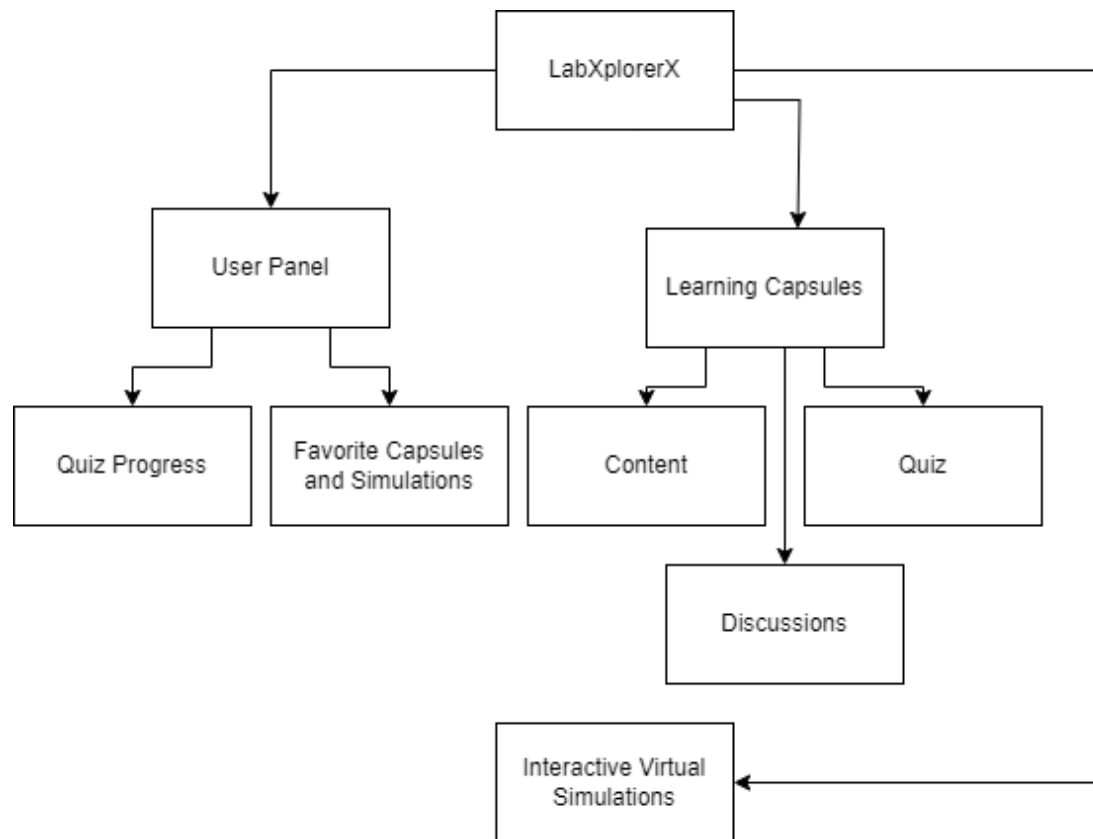 LabXplorerX
User Panel
Learning Capsules
Quiz Progress
Favorite Capsules
and Simulations
Content
Quiz
Discussions
Interactive Virtual
Simulations